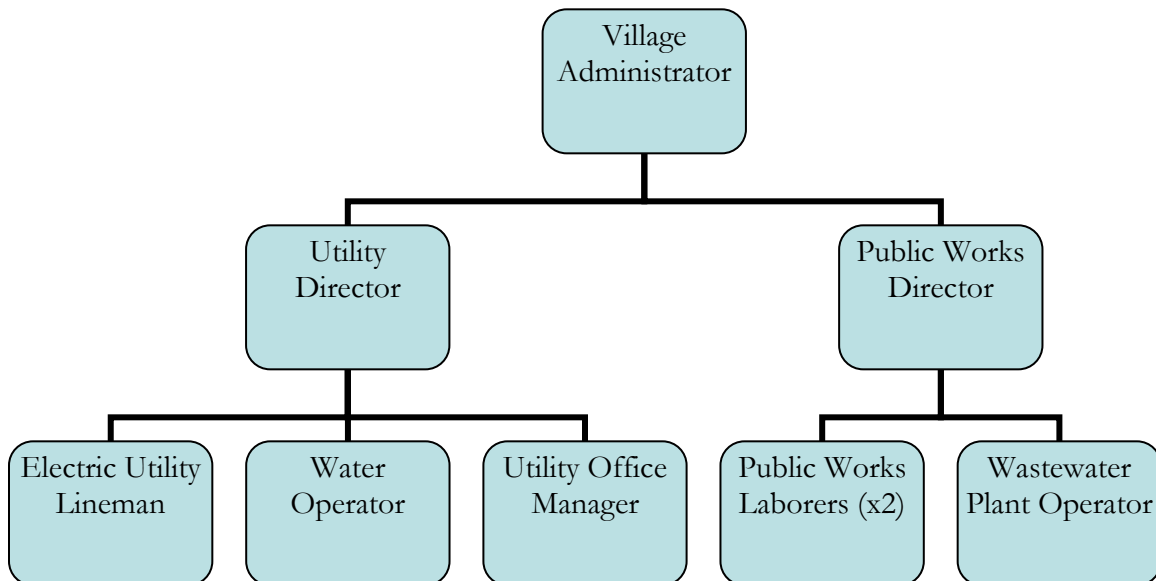 Village
Administrator
Utility
Director
Public Works
Director
Electric Utility
Lineman
Water
Operator
Utility Office
Manager
Public Works
Laborers (x2)
Wastewater
Plant Operator